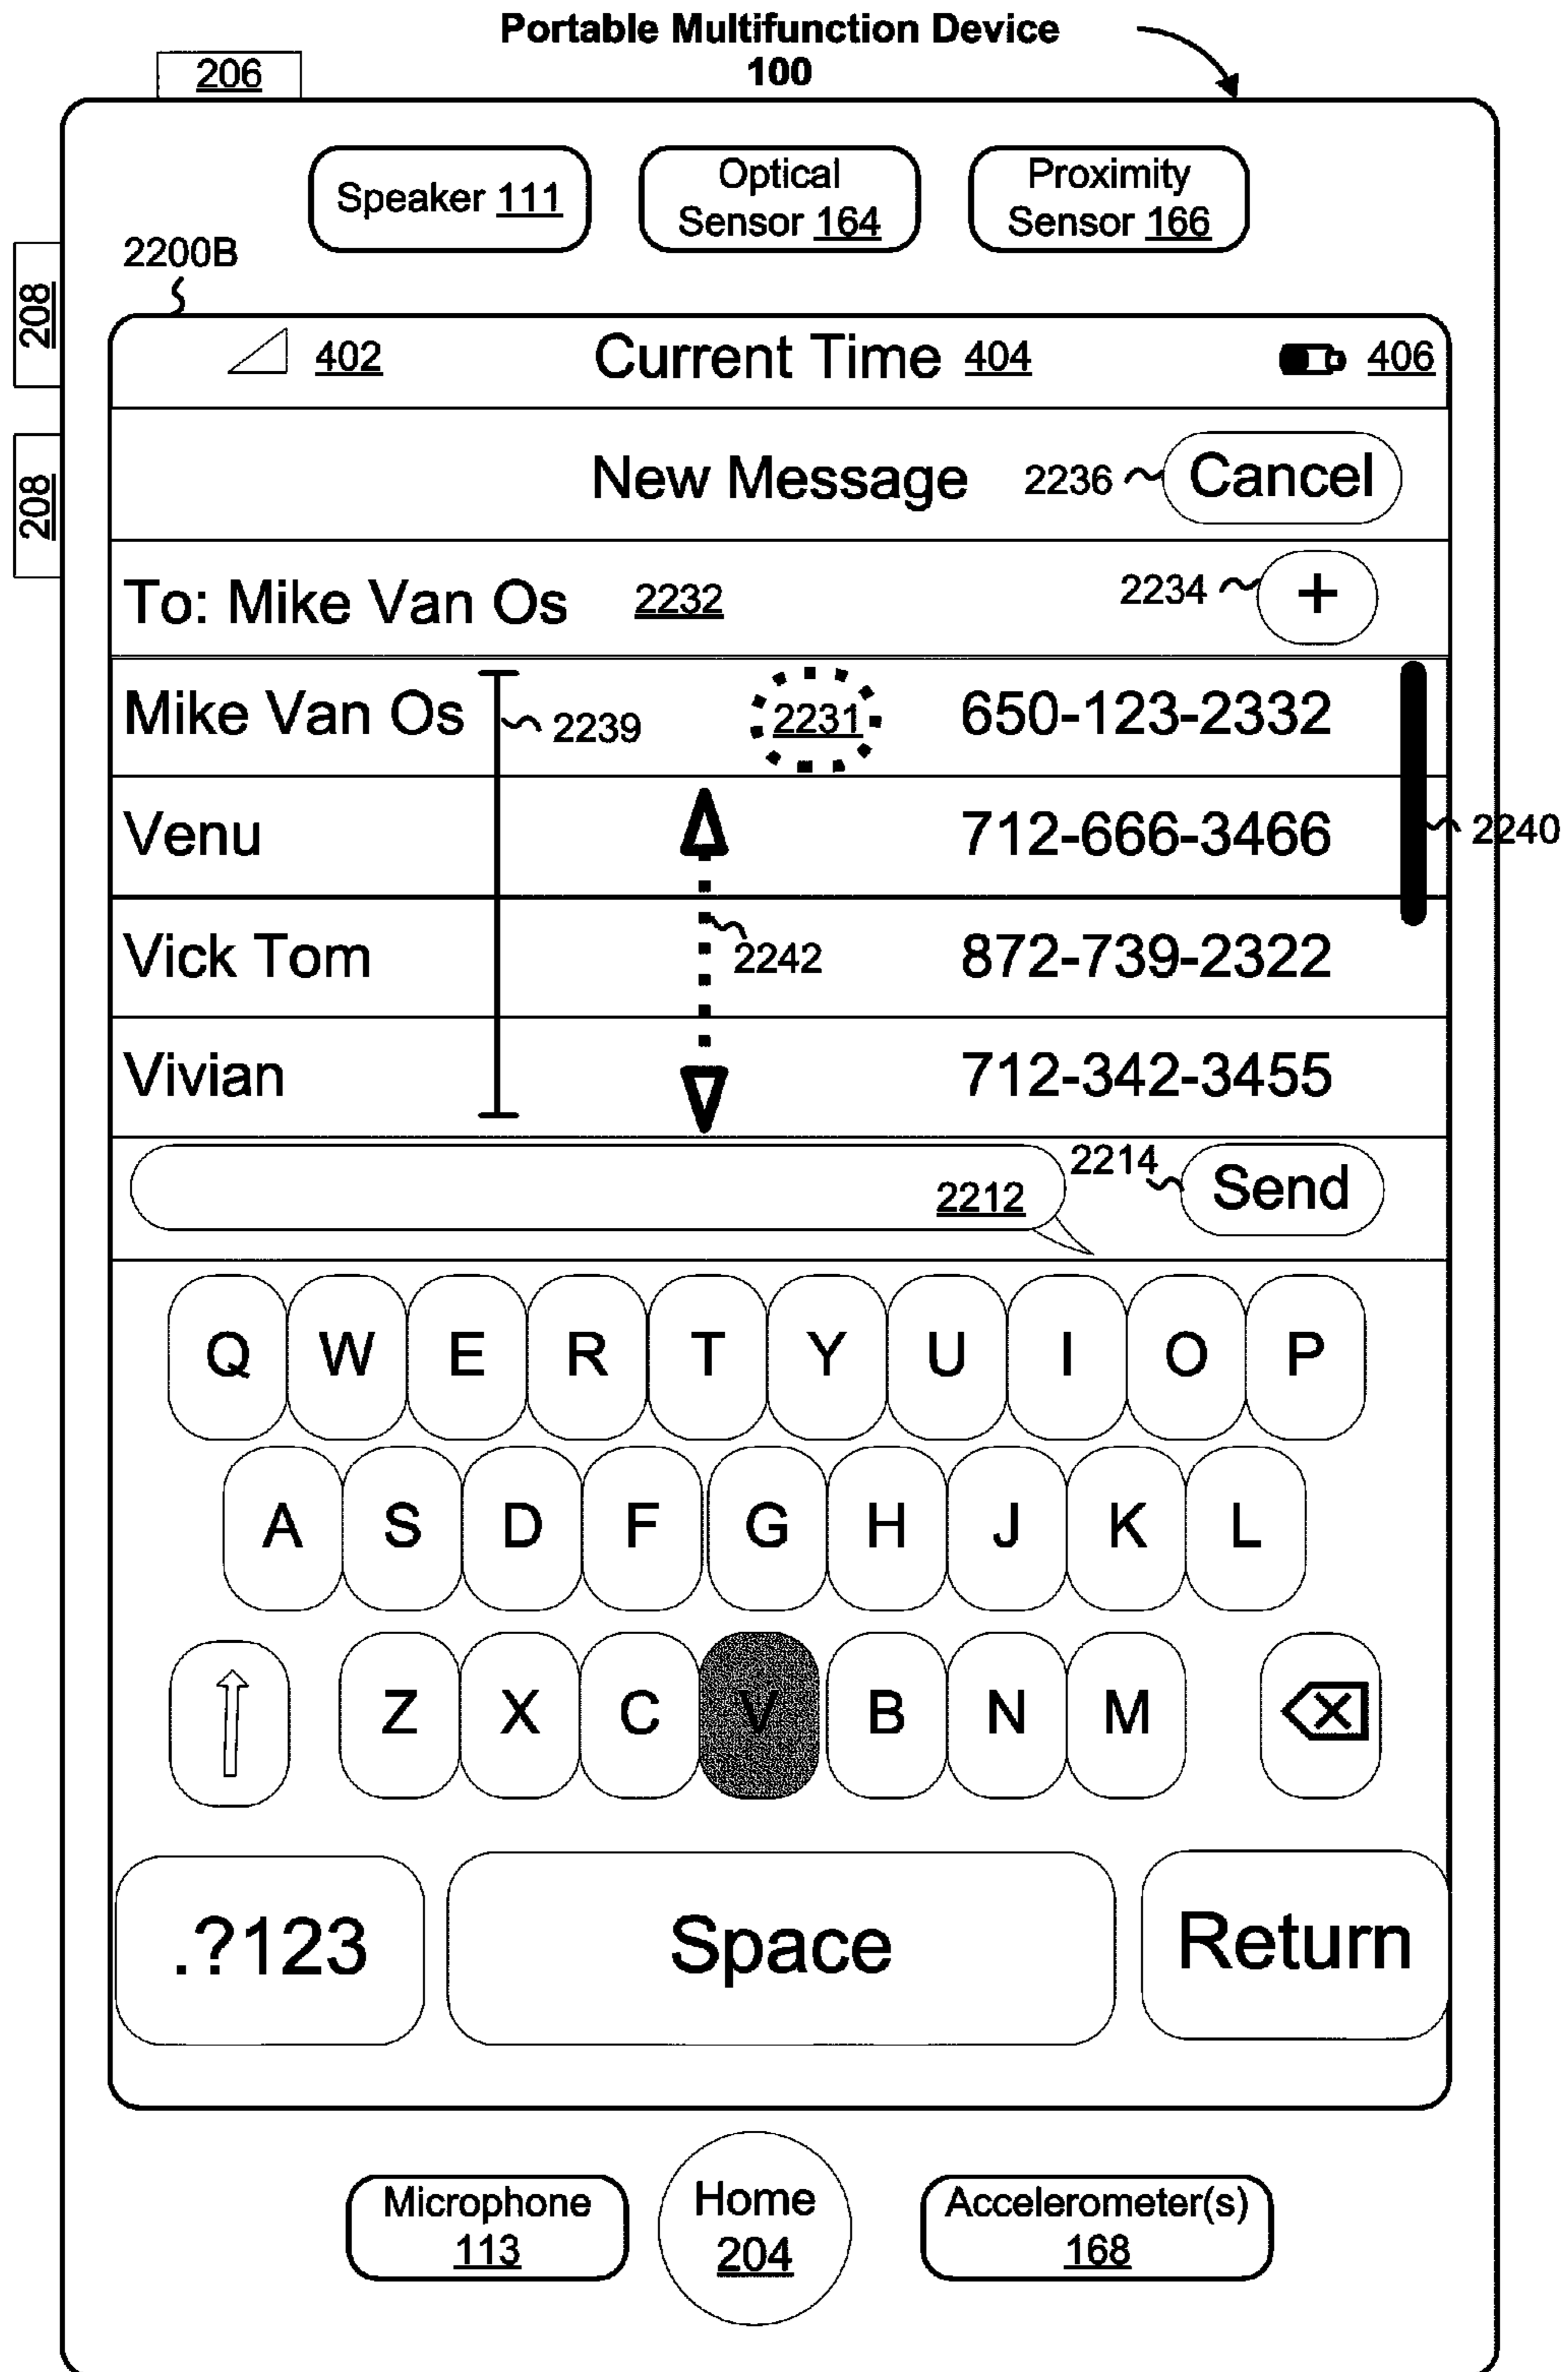 Portable Multifunction Device
100
206
Speaker 111
Optical
Sensor 164
Proximity
Sensor 166
2200B
208
208
402 Current Time 404 406
New Message 2236 Cancel
To: Mike Van Os 2232 2234 +
Mike Van Os 2239 2231 650-123-2332
Venu 712-666-3466 2240
Vick Tom 2242 872-739-2322
Vivian 712-342-3455
2212 2214 Send
Q W E R T Y U I O P
A S D F G H J K L
Z X C V B N M
.?123 Space Return
Microphone
113
Home
204
Accelerometer(s)
168